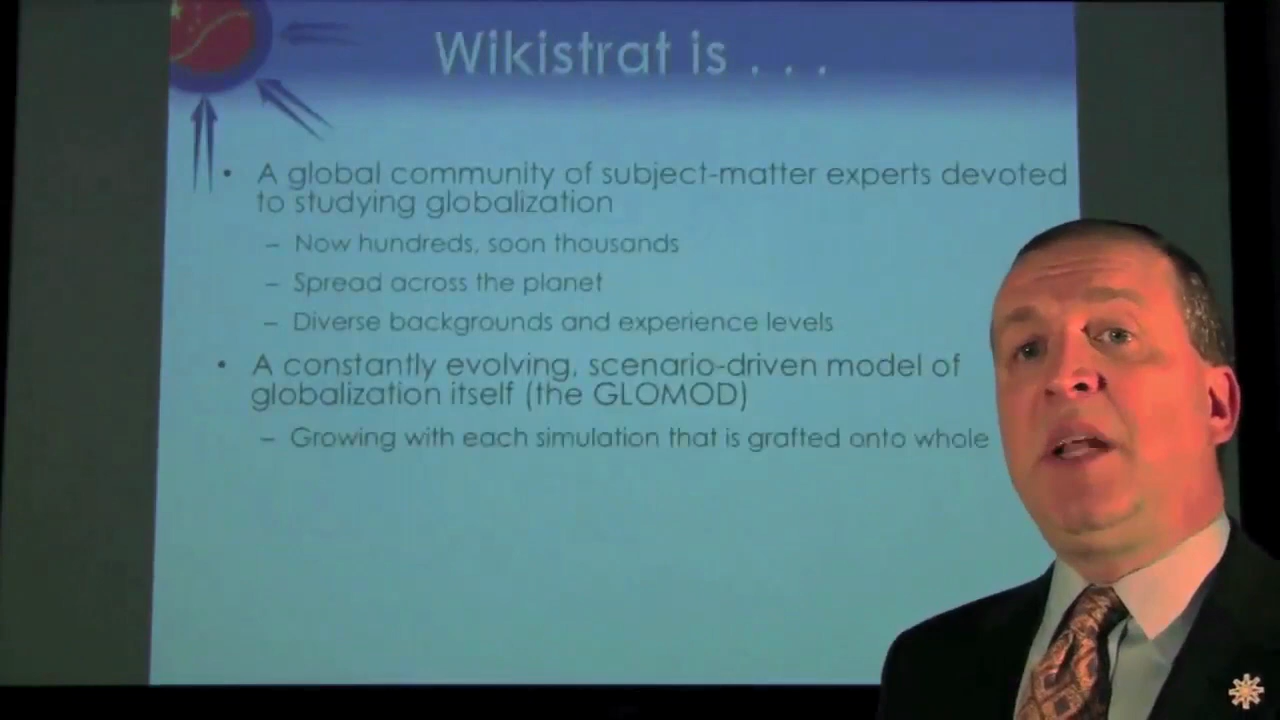 Wikistrat is . . .
• A global community of subject-matter experts devoted
to studying globalization
– Now hundreds, soon thousands
– Spread across the planet
– Diverse backgrounds and experience levels
• A constantly evolving, scenario-driven model of
globalization itself (the GLOMOD)
– Growing with each simulation that is grafted onto whole